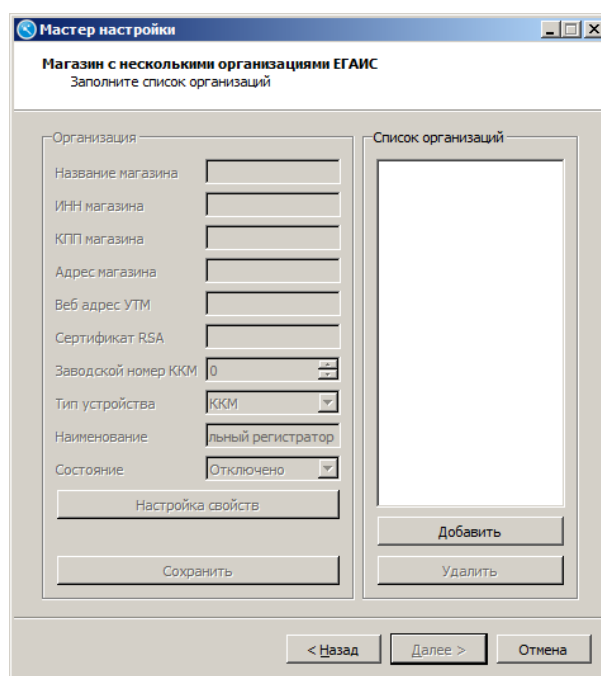 Мастер настройки
Магазин с несколькими организациями ЕГАИС
Заполните список организаций
Организация
Название магазина
ИНН магазина
КПП магазина
Адрес магазина
Веб адрес УТМ
Сертификат RSA
Заводской номер ККМ 0
Тип устройства ККМ
Наименование льный регистратор
Состояние Отключено
Настройка свойств
Сохранить
Список организаций
Добавить
Удалить
< Назад Далее > Отмена